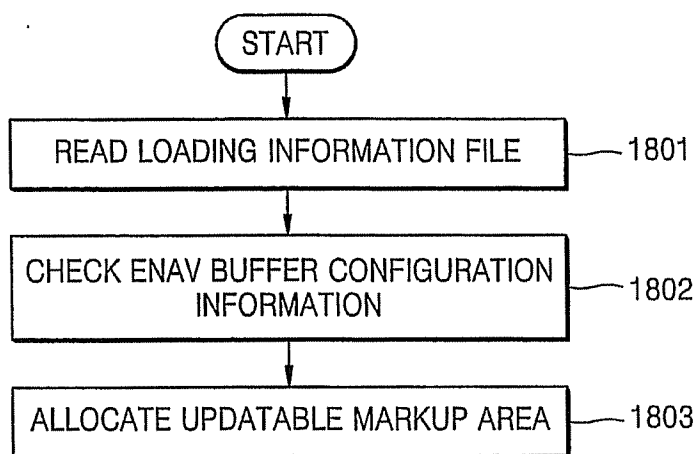 START
READ LOADING INFORMATION FILE
1801
CHECK ENAV BUFFER CONFIGURATION
INFORMATION
1802
ALLOCATE UPDATABLE MARKUP AREA
1803